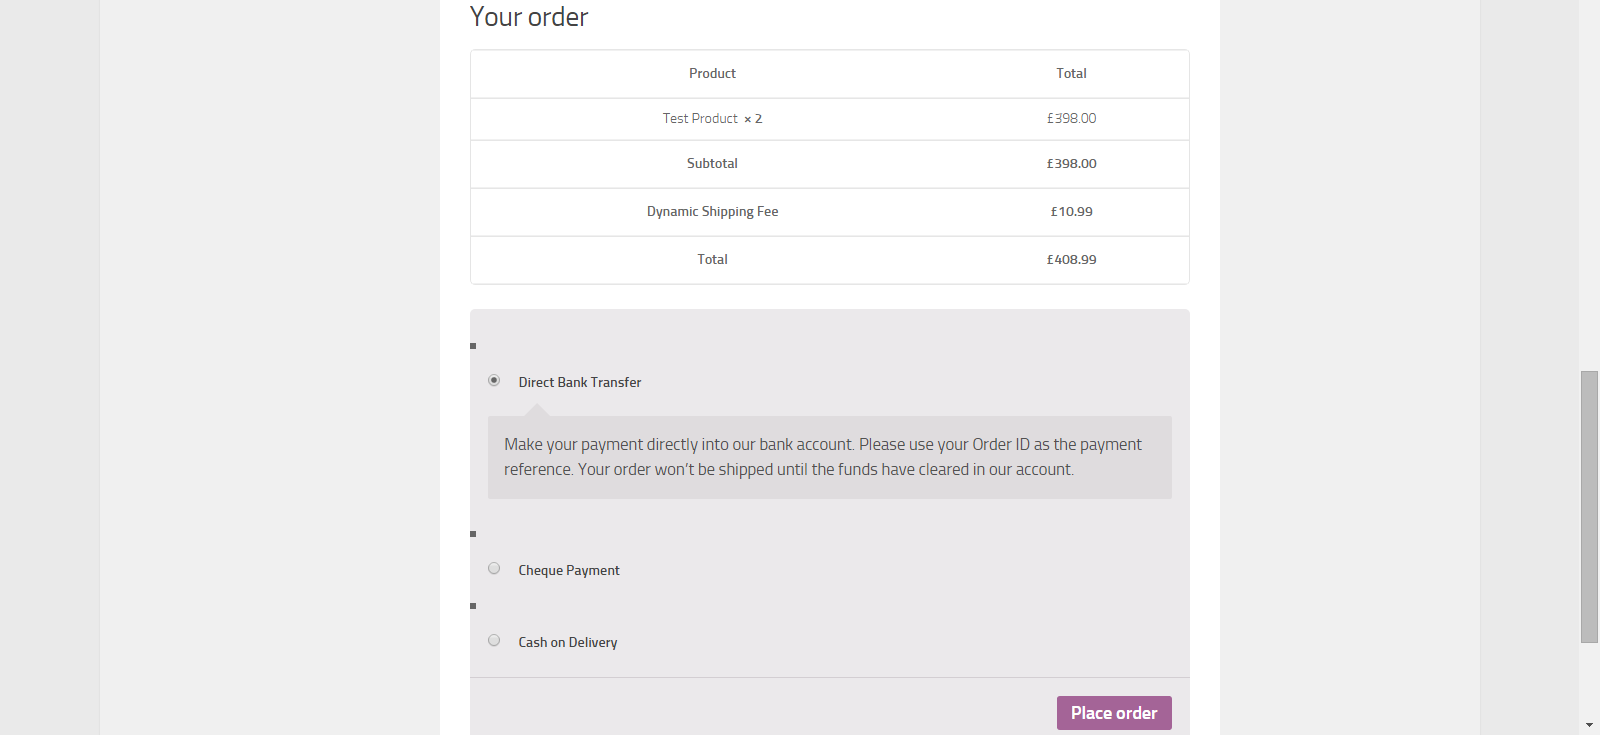 Your order
Product Total
Test Product × 2 £398.00
Subtotal £398.00
Dynamic Shipping Fee £10.99
Total £408.99
Direct Bank Transfer
Make your payment directly into our bank account. Please use your Order ID as the payment
reference. Your order won't be shipped until the funds have cleared in our account.
Cheque Payment
Cash on Delivery
Place order